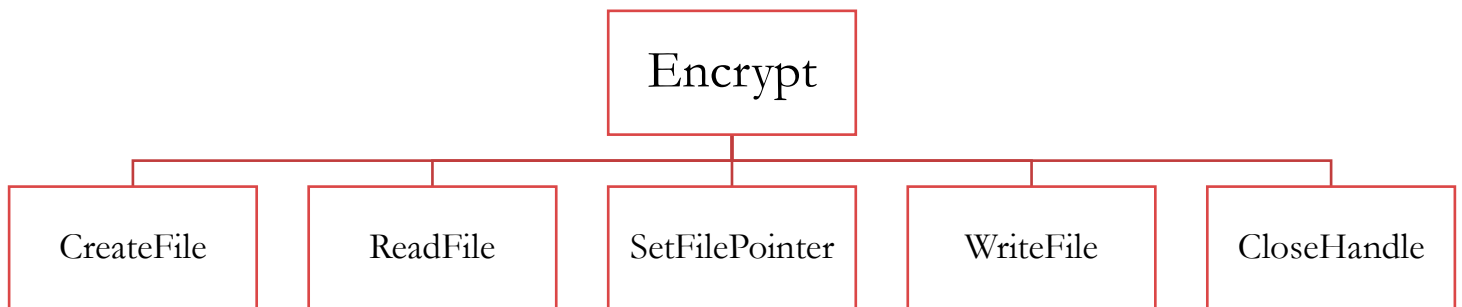 Encrypt
CreateFile
ReadFile
SetFilePointer
WriteFile
CloseHandle